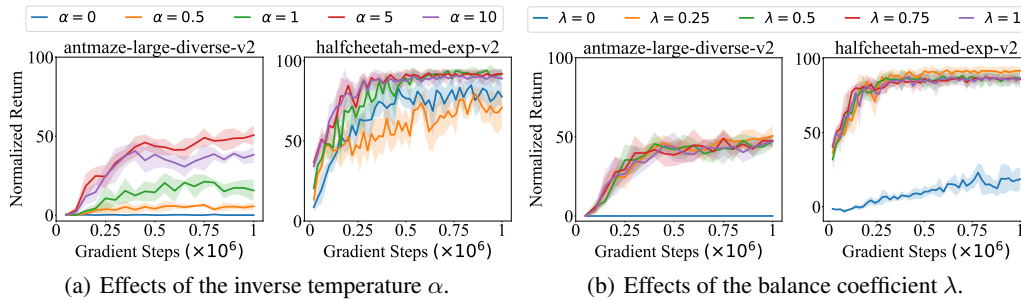 α = 0 α = 0.5 α = 1 α = 5 α = 10
antmaze-large-diverse-v2 halfcheetah-med-exp-v2
Normalized Return
100
50
0
0 0.25 0.5 0.75 1
Gradient Steps (×10⁶)
100
50
0
0 0.25 0.5 0.75 1
Gradient Steps (×10⁶)
(a) Effects of the inverse temperature α.
λ = 0 λ = 0.25 λ = 0.5 λ = 0.75 λ = 1
antmaze-large-diverse-v2 halfcheetah-med-exp-v2
Normalized Return
100
50
0
0 0.25 0.5 0.75 1
Gradient Steps (×10⁶)
100
50
0
0 0.25 0.5 0.75 1
Gradient Steps (×10⁶)
(b) Effects of the balance coefficient λ.